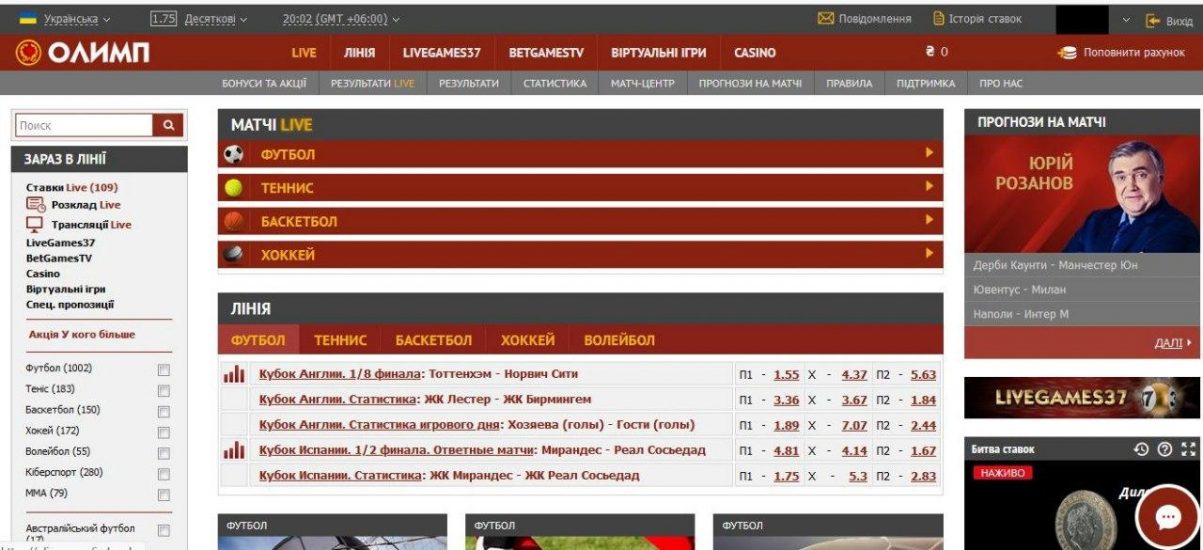 Українська
1.75 Десяткові
20:02 (GMT +06:00)
Повідомлення
Історія ставок
Вихід
ОЛИМП
LIVE ЛІНІЯ LIVEGAMES37 BETGAMESTV ВІРТУАЛЬНІ ІГРИ CASINO
₴ 0
Поповнити рахунок
БОНУСИ ТА АКЦІЇ РЕЗУЛЬТАТИ LIVE РЕЗУЛЬТАТИ СТАТИСТИКА МАТЧ-ЦЕНТР ПРОГНОЗИ НА МАТЧІ ПРАВИЛА ПІДТРИМКА ПРО НАС
Поиск
ЗАРАЗ В ЛІНІЇ
Ставки Live (109)
Розклад Live
Трансляції Live
LiveGames37
BetGamesTV
Casino
Віртуальні ігри
Спец. пропозиції
Акція У кого більше
Футбол (1002)
Теніс (183)
Баскетбол (150)
Хокей (172)
Волейбол (55)
Кіберспорт (280)
ММА (79)
Австралійський футбол
(17)
МАТЧІ LIVE
ФУТБОЛ
ТЕННИС
БАСКЕТБОЛ
ХОККЕЙ
ЛІНІЯ
ФУТБОЛ ТЕННИС БАСКЕТБОЛ ХОККЕЙ ВОЛЕЙБОЛ
Кубок Англии. 1/8 финала: Тоттенхэм - Норвич Сити П1 - 1.55 X - 4.37 П2 - 5.63
Кубок Англии. Статистика: ЖК Лестер - ЖК Бирмингем П1 - 3.36 X - 3.67 П2 - 1.84
Кубок Англии. Статистика игрового дня: Хозяева (голы) - Гости (голы) П1 - 1.89 X - 7.07 П2 - 2.44
Кубок Испании. 1/2 финала. Ответные матчи: Мирандес - Реал Сосьедад П1 - 4.81 X - 4.14 П2 - 1.67
Кубок Испании. Статистика: ЖК Мирандес - ЖК Реал Сосьедад П1 - 1.75 X - 5.3 П2 - 2.83
ФУТБОЛ
ФУТБОЛ
ФУТБОЛ
ПРОГНОЗИ НА МАТЧІ
ЮРІЙ
РОЗАНОВ
Дерби Каунти - Манчестер Юн
Ювентус - Милан
Наполи - Интер М
ДАЛІ
LIVEGAMES37
Битва ставок
НАЖИВО